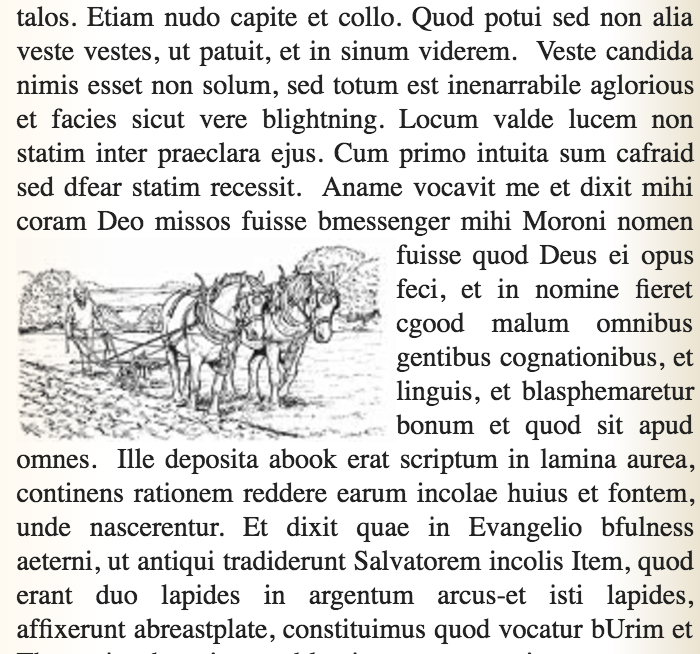 talos. Etiam nudo capite et collo. Quod potui sed non alia
veste vestes, ut patuit, et in sinum viderem. Veste candida
nimis esset non solum, sed totum est inenarrabile aglorious
et facies sicut vere blightning. Locum valde lucem non
statim inter praeclara ejus. Cum primo intuita sum cafraid
sed dfear statim recessit. Aname vocavit me et dixit mihi
coram Deo missos fuisse bmessenger mihi Moroni nomen
fuisse quod Deus ei opus
feci, et in nomine fieret
cgood malum omnibus
gentibus cognationibus, et
linguis, et blasphemaretur
bonum et quod sit apud
omnes. Ille deposita abook erat scriptum in lamina aurea,
continens rationem reddere earum incolae huius et fontem,
unde nascerentur. Et dixit quae in Evangelio bfulness
aeterni, ut antiqui tradiderunt Salvatorem incolis Item, quod
erant duo lapides in argentum arcus-et isti lapides,
affixerunt abreastplate, constituimus quod vocatur bUrim et